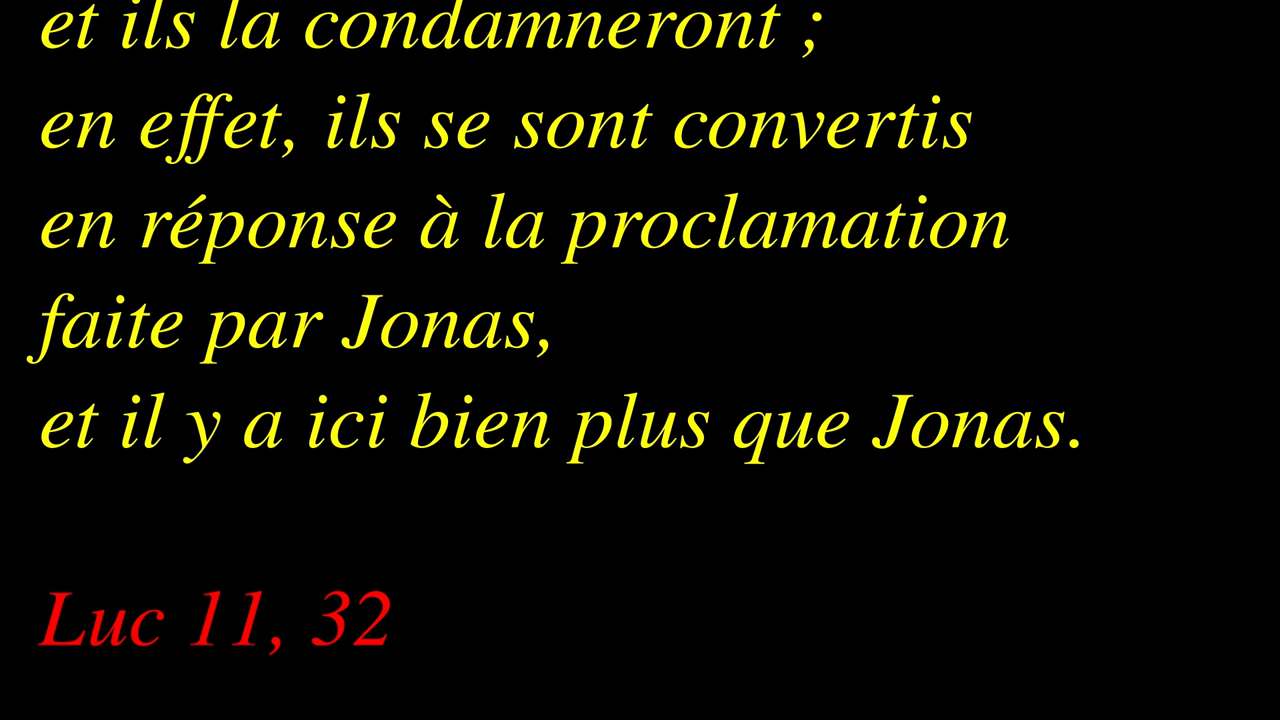 et ils la condamneront ;
en effet, ils se sont convertis
en réponse à la proclamation
faite par Jonas,
et il y a ici bien plus que Jonas.
Luc 11, 32